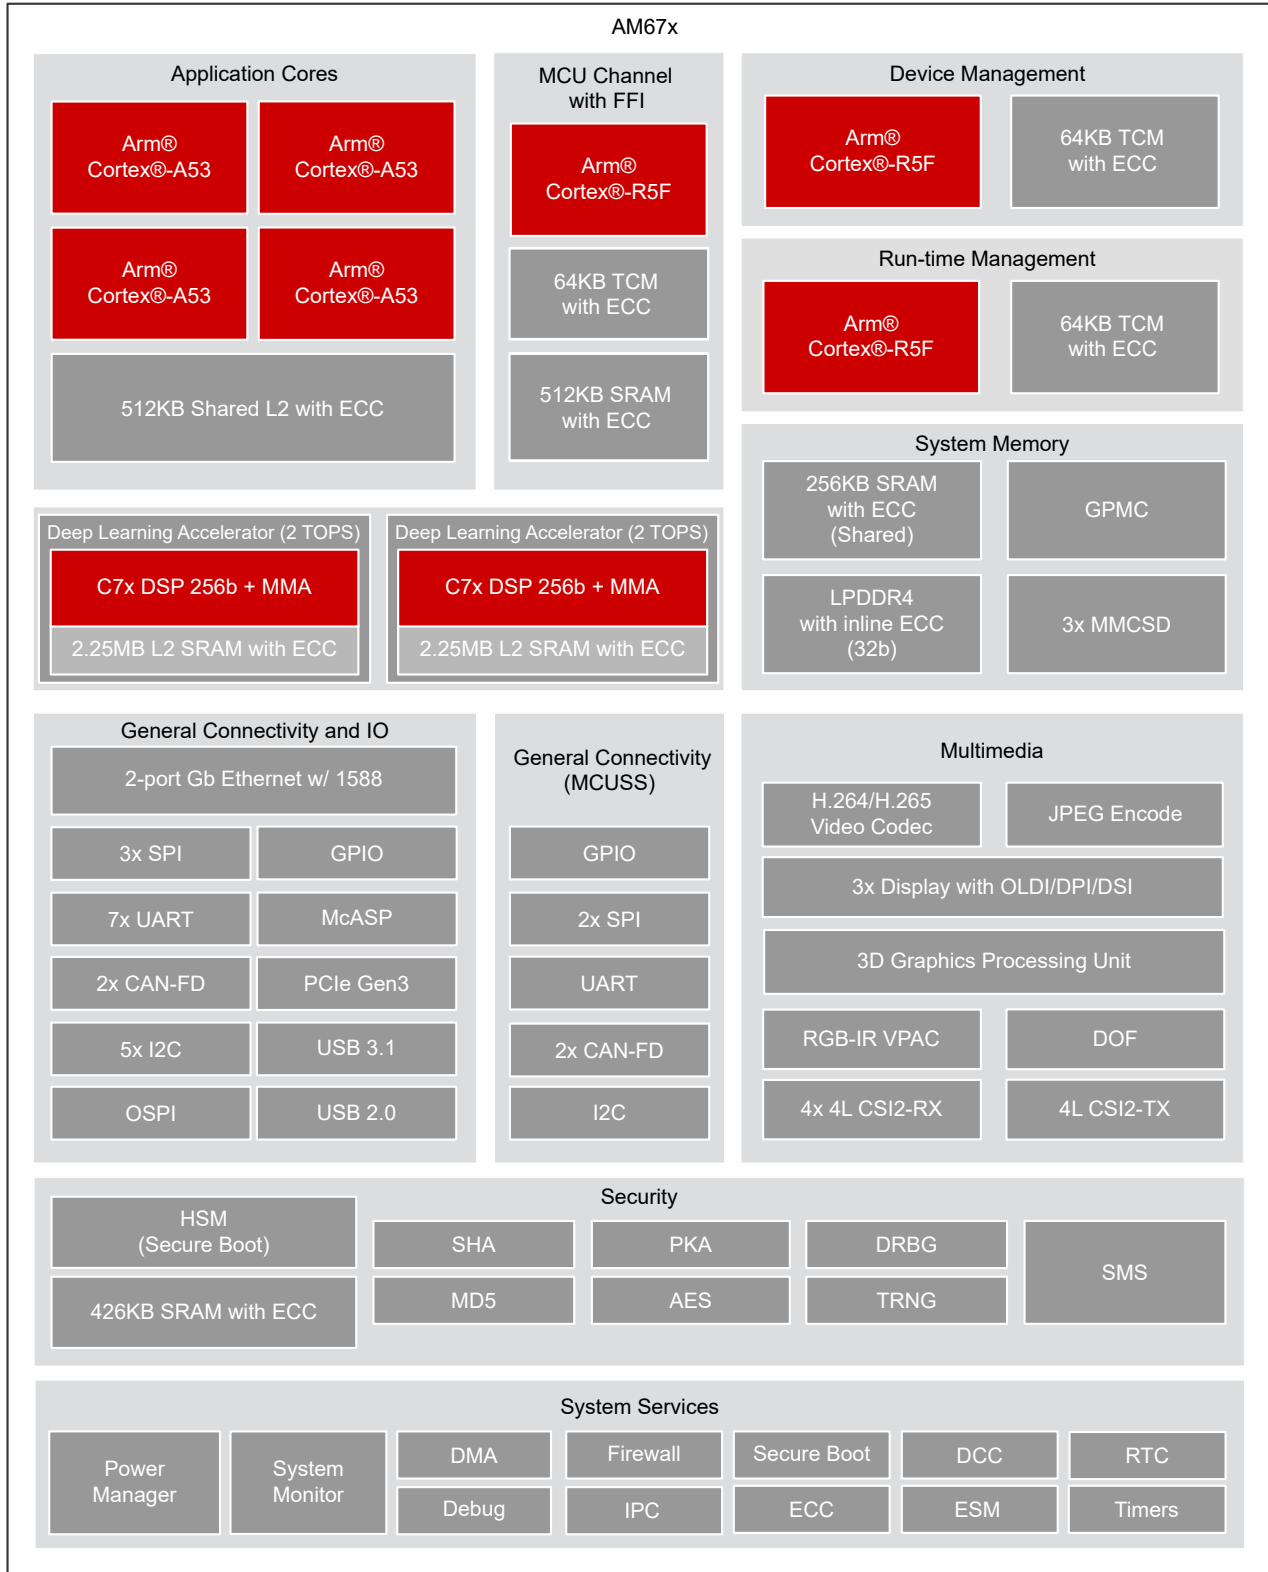 AM67x
Application Cores
Arm®
Cortex®-A53
Arm®
Cortex®-A53
Arm®
Cortex®-A53
Arm®
Cortex®-A53
512KB Shared L2 with ECC
MCU Channel
with FFI
Arm®
Cortex®-R5F
64KB TCM
with ECC
512KB SRAM
with ECC
Device Management
Arm®
Cortex®-R5F
64KB TCM
with ECC
Run-time Management
Arm®
Cortex®-R5F
64KB TCM
with ECC
System Memory
256KB SRAM
with ECC
(Shared)
GPMC
LPDDR4
with inline ECC
(32b)
3x MMCSD
Deep Learning Accelerator (2 TOPS)
C7x DSP 256b + MMA
2.25MB L2 SRAM with ECC
Deep Learning Accelerator (2 TOPS)
C7x DSP 256b + MMA
2.25MB L2 SRAM with ECC
General Connectivity and IO
2-port Gb Ethernet w/ 1588
3x SPI
GPIO
7x UART
McASP
2x CAN-FD
PCIe Gen3
5x I2C
USB 3.1
OSPI
USB 2.0
General Connectivity
(MCUSS)
GPIO
2x SPI
UART
2x CAN-FD
I2C
Multimedia
H.264/H.265
Video Codec
JPEG Encode
3x Display with OLDI/DPI/DSI
3D Graphics Processing Unit
RGB-IR VPAC
DOF
4x 4L CSI2-RX
4L CSI2-TX
Security
HSM
(Secure Boot)
426KB SRAM with ECC
SHA
PKA
DRBG
MD5
AES
TRNG
SMS
System Services
Power
Manager
System
Monitor
DMA
Firewall
Secure Boot
DCC
RTC
Debug
IPC
ECC
ESM
Timers